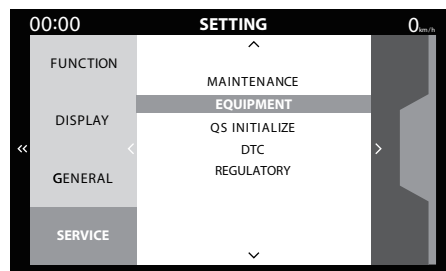 00:00 SETTING 0km/h
FUNCTION
DISPLAY
GENERAL
SERVICE
MAINTENANCE
EQUIPMENT
QS INITIALIZE
DTC
REGULATORY